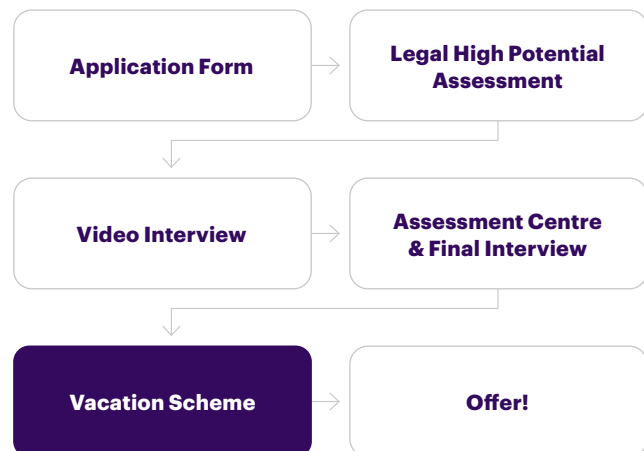 Application Form
Legal High Potential
Assessment
Video Interview
Assessment Centre
& Final Interview
Vacation Scheme
Offer!